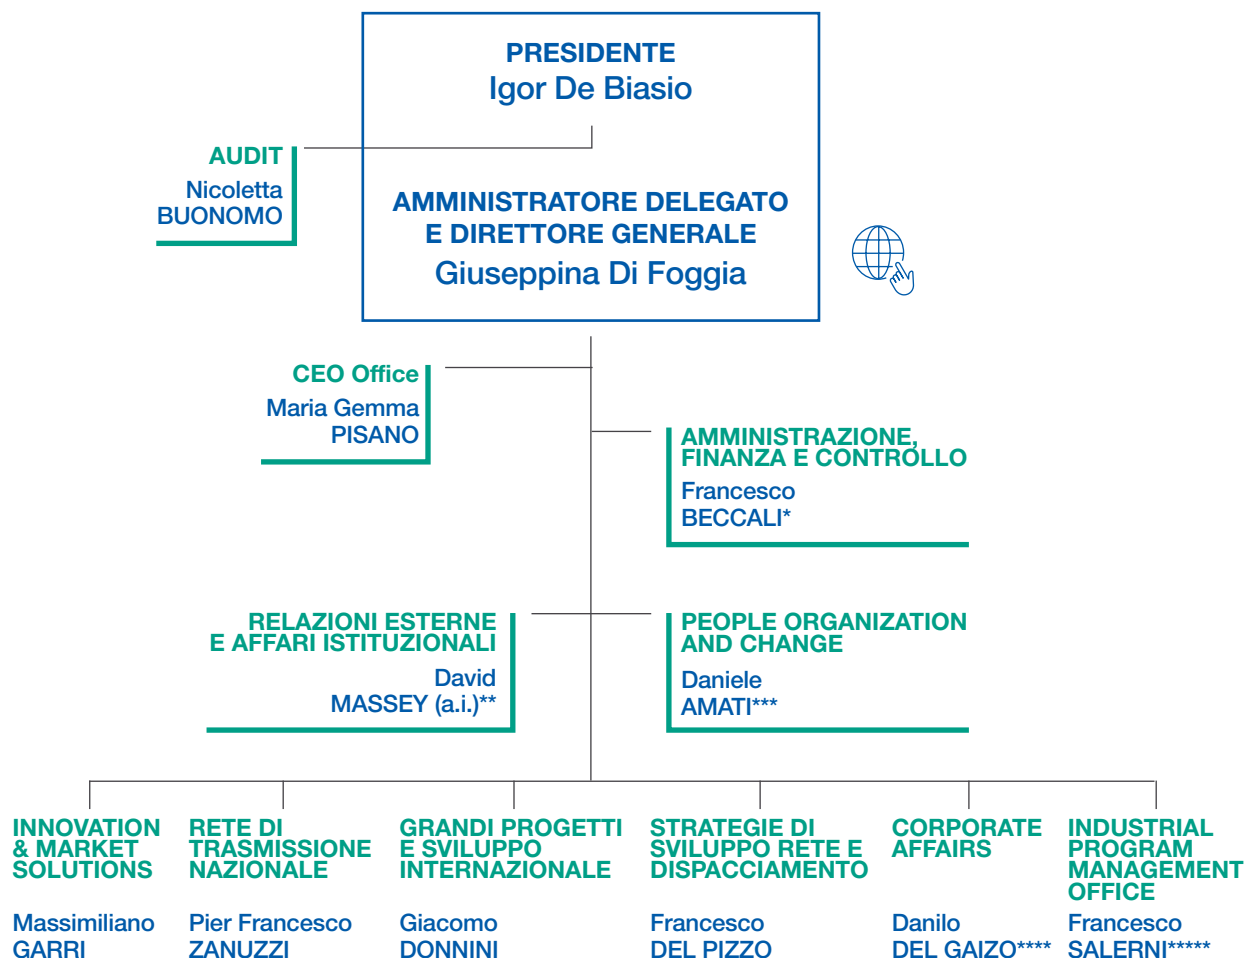 PRESIDENTE
Igor De Biasio
AUDIT
Nicoletta
BUONOMO
AMMINISTRATORE DELEGATO
E DIRETTORE GENERALE
Giuseppina Di Foggia
CEO Office
Maria Gemma
PISANO
AMMINISTRAZIONE,
FINANZA E CONTROLLO
Francesco
BECCALI*
RELAZIONI ESTERNE
E AFFARI ISTITUZIONALI
David
MASSEY (a.i.)**
PEOPLE ORGANIZATION
AND CHANGE
Daniele
AMATI***
INNOVATION
& MARKET
SOLUTIONS
Massimiliano
GARRI
RETE DI
TRASMISSIONE
NAZIONALE
Pier Francesco
ZANUZZI
GRANDI PROGETTI
E SVILUPPO
INTERNAZIONALE
Giacomo
DONNINI
STRATEGIE DI
SVILUPPO RETE E
DISPACCIAMENTO
Francesco
DEL PIZZO
CORPORATE
AFFAIRS
Danilo
DEL GAIZO****
INDUSTRIAL
PROGRAM
MANAGEMENT
OFFICE
Francesco
SALERNI*****